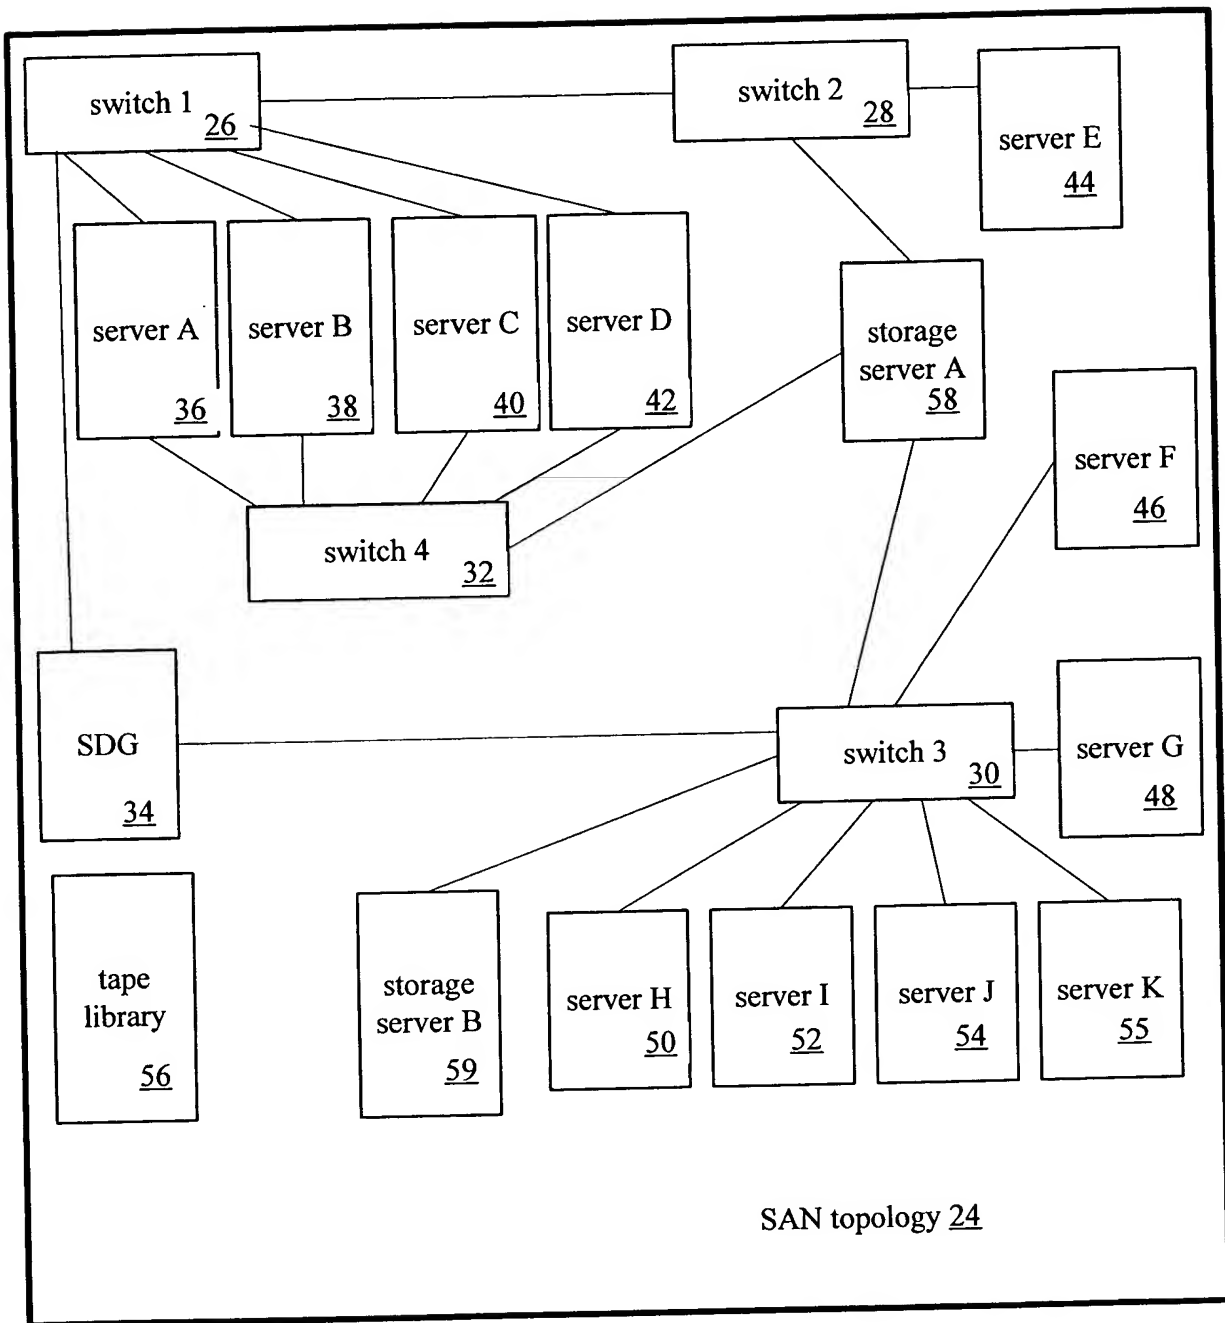 switch 1
26
switch 2
28
server E
44
server A
36
server B
38
server C
40
server D
42
storage
server A
58
server F
46
switch 4
32
SDG
34
switch 3
30
server G
48
tape
library
56
storage
server B
59
server H
50
server I
52
server J
54
server K
55
SAN topology 24